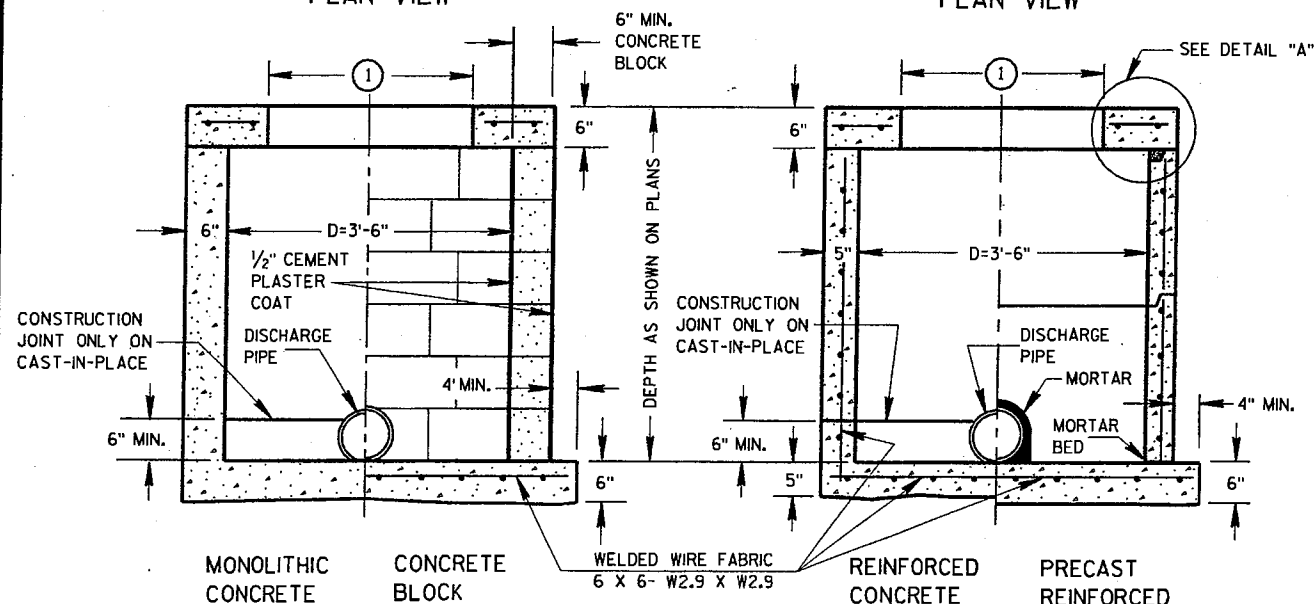 PLAN VIEW
PLAN VIEW
6" MIN.
CONCRETE
BLOCK
SEE DETAIL "A"
1
1
6"
6"
DEPTH AS SHOWN ON PLANS
6"
D=3'-6"
5"
D=3'-6"
1/2" CEMENT
PLASTER
COAT
CONSTRUCTION
JOINT ONLY ON
CAST-IN-PLACE
DISCHARGE
PIPE
CONSTRUCTION
JOINT ONLY ON
CAST-IN-PLACE
DISCHARGE
PIPE
MORTAR
4' MIN.
4" MIN.
6" MIN.
6" MIN.
MORTAR
BED
6"
5"
6"
MONOLITHIC
CONCRETE
CONCRETE
BLOCK
WELDED WIRE FABRIC
6 X 6- W2.9 X W2.9
REINFORCED
CONCRETE
PRECAST
REINFORCED